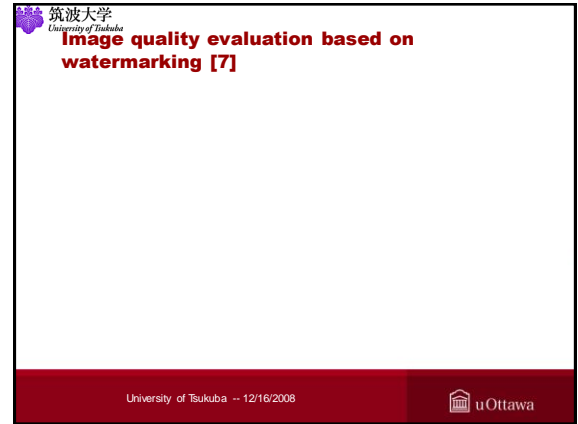 筑波大学
University of Tsukuba
Image quality evaluation based on
watermarking [7]
University of Tsukuba -- 12/16/2008
uOttawa